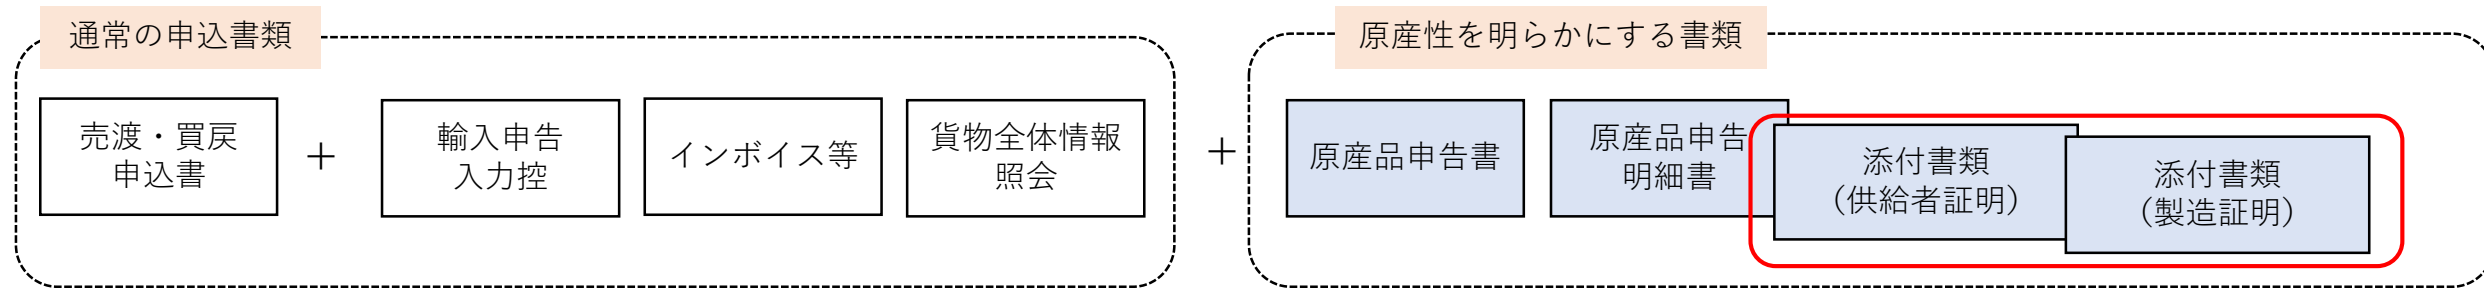 通常の申込書類
売渡・買戻
申込書
＋
輸入申告
入力控
インボイス等
貨物全体情報
照会
＋
原産性を明らかにする書類
原産品申告書
原産品申告
明細書
添付書類
（供給者証明）
添付書類
（製造証明）